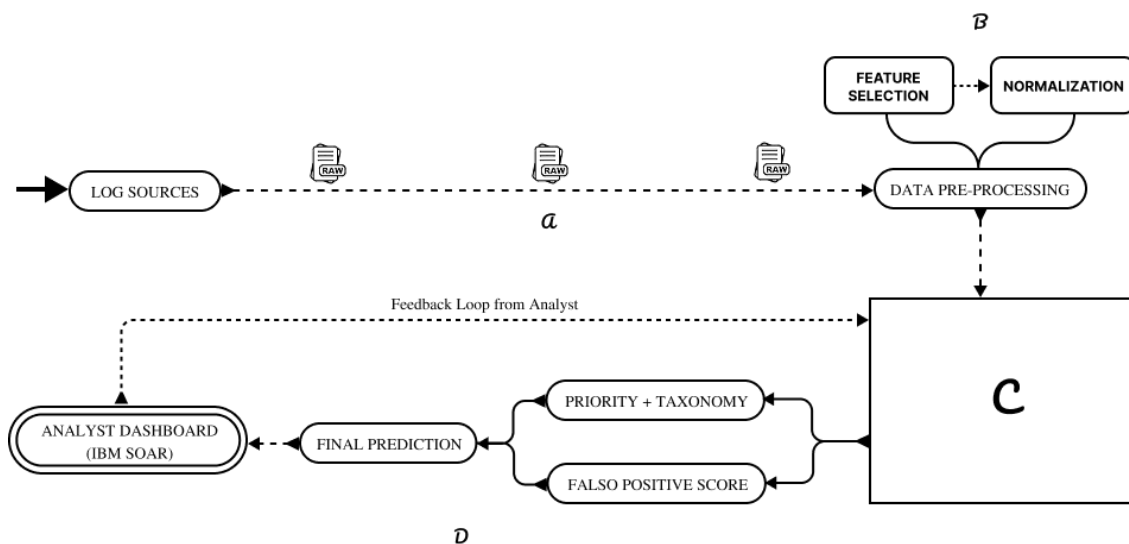 B
FEATURE
SELECTION
NORMALIZATION
RAW
RAW
RAW
LOG SOURCES
DATA PRE-PROCESSING
A
Feedback Loop from Analyst
C
PRIORITY + TAXONOMY
ANALYST DASHBOARD
(IBM SOAR)
FINAL PREDICTION
FALSO POSITIVE SCORE
D